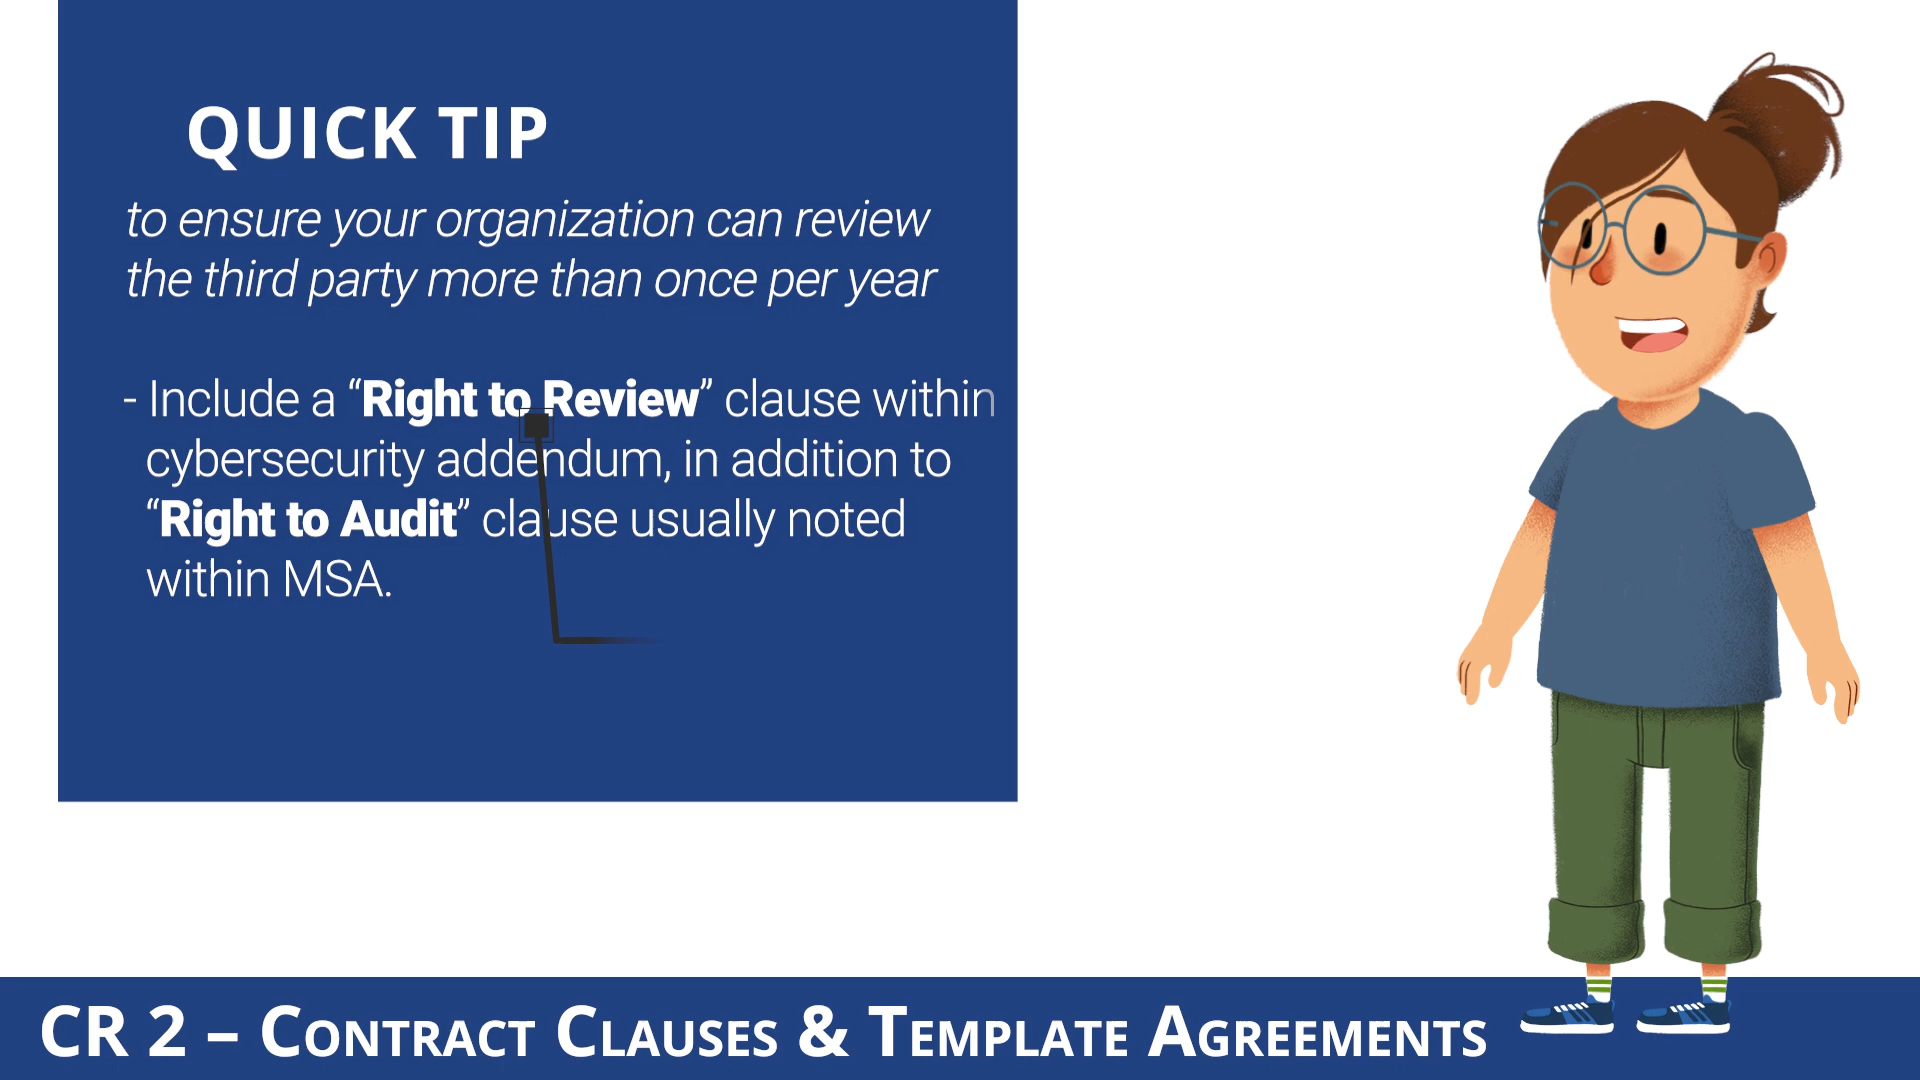 QUICK TIP
to ensure your organization can review
the third party more than once per year
- Include a “Right to Review” clause within
cybersecurity addendum, in addition to
“Right to Audit” clause usually noted
within MSA.
CR 2 – Contract Clauses & Template Agreements